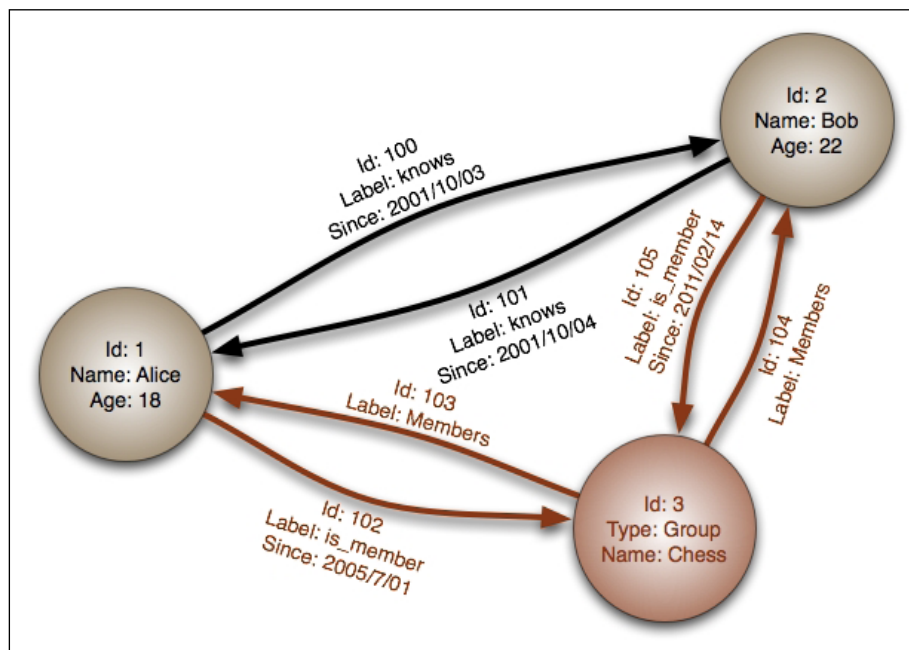 Id: 2
Name: Bob
Age: 22
Id: 100
Label: knows
Since: 2001/10/03
Id: 101
Label: knows
Since: 2001/10/04
Id: 105
Label: is_member
Since: 2011/02/14
Id: 104
Label: Members
Id: 1
Name: Alice
Age: 18
Id: 103
Label: Members
Id: 102
Label: is_member
Since: 2005/7/01
Id: 3
Type: Group
Name: Chess